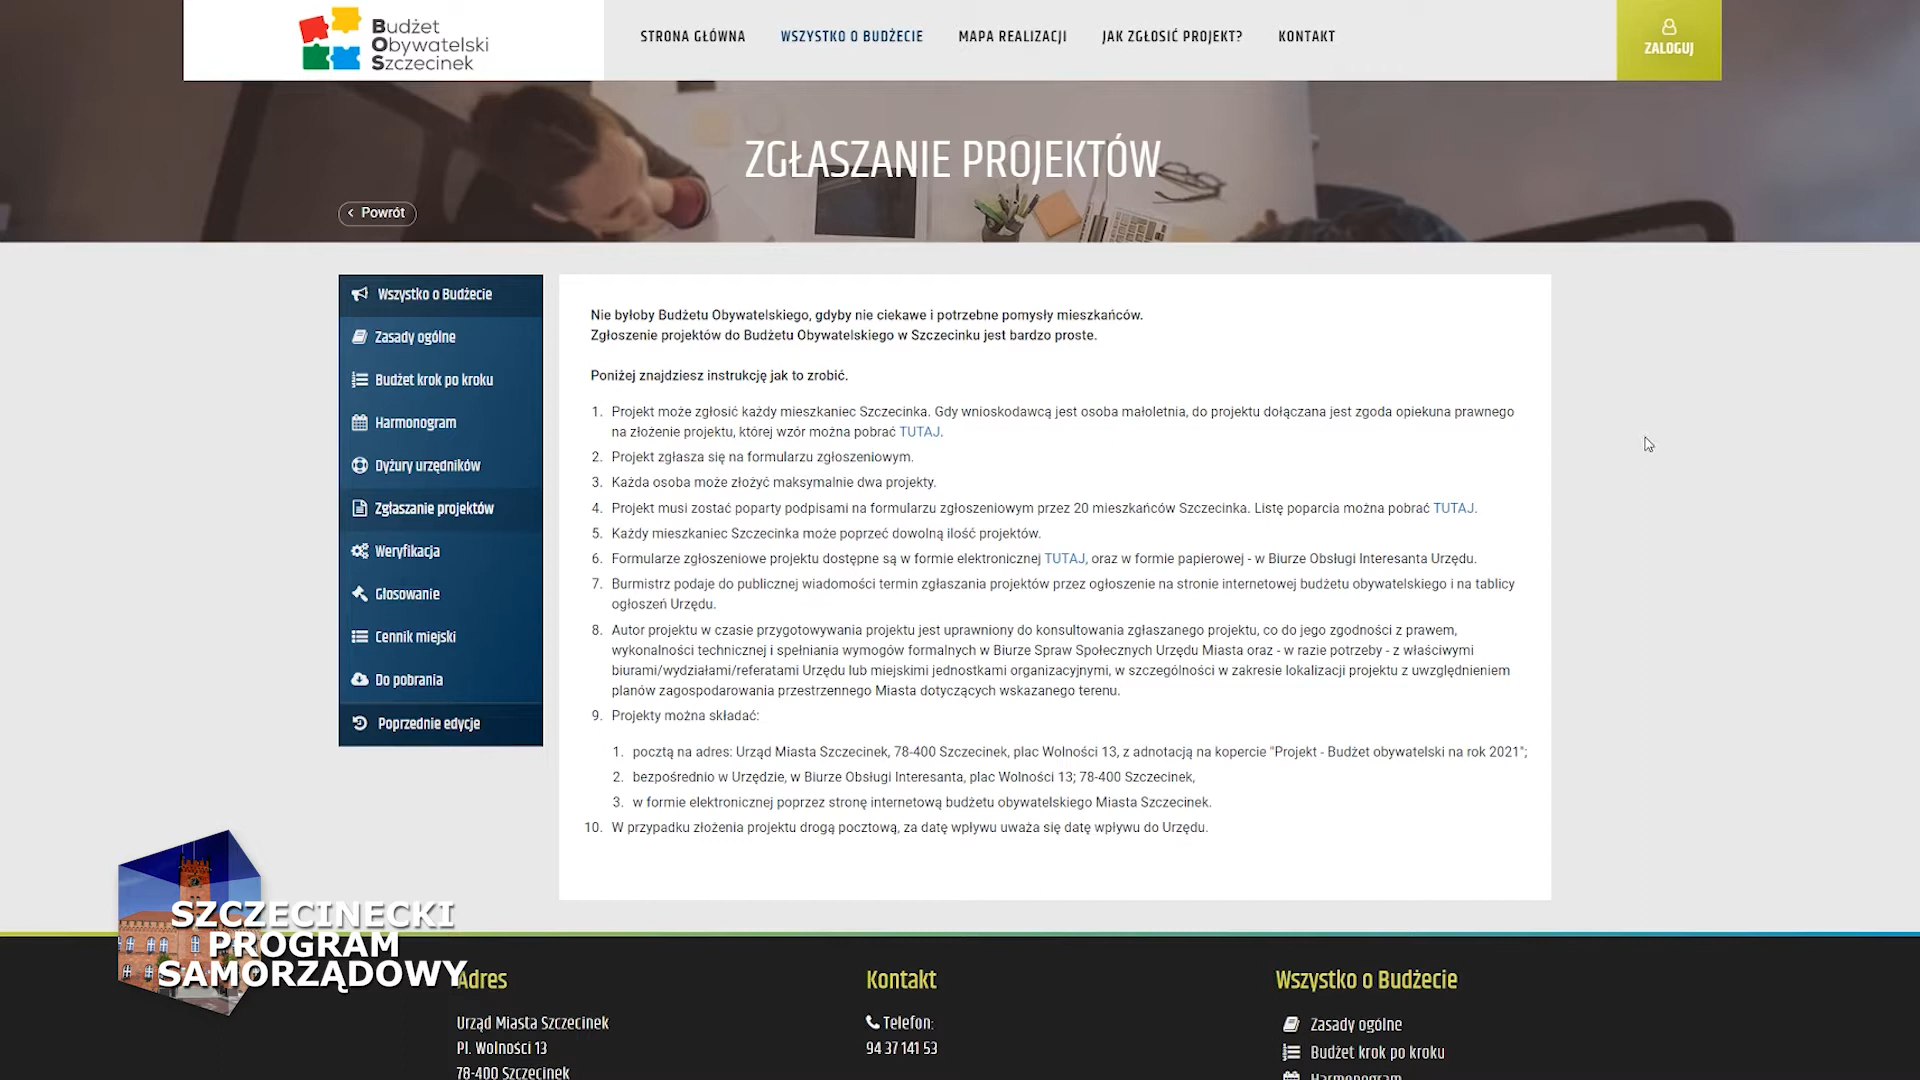 Budżet
Obywatelski
Szczecinek
STRONA GŁÓWNA
WSZYSTKO O BUDŻECIE
MAPA REALIZACJI
JAK ZGŁOSIĆ PROJEKT?
KONTAKT
ZALOGUJ
ZGŁASZANIE PROJEKTÓW
Powrót
Wszystko o Budżecie
Zasady ogólne
Budżet krok po kroku
Harmonogram
Dyżury urzędników
Zgłaszanie projektów
Weryfikacja
Głosowanie
Cennik miejski
Do pobrania
Poprzednie edycje
Nie byłoby Budżetu Obywatelskiego, gdyby nie ciekawe i potrzebne pomysły mieszkańców.
Zgłoszenie projektów do Budżetu Obywatelskiego w Szczecinku jest bardzo proste.
Poniżej znajdziesz instrukcję jak to zrobić.
1. Projekt może zgłosić każdy mieszkaniec Szczecinka. Gdy wnioskodawcą jest osoba małoletnia, do projektu dołączana jest zgoda opiekuna prawnego
na złożenie projektu, której wzór można pobrać TUTAJ.
2. Projekt zgłasza się na formularzu zgłoszeniowym.
3. Każda osoba może złożyć maksymalnie dwa projekty.
4. Projekt musi zostać poparty podpisami na formularzu zgłoszeniowym przez 20 mieszkańców Szczecinka. Listę poparcia można pobrać TUTAJ.
5. Każdy mieszkaniec Szczecinka może poprzeć dowolną ilość projektów.
6. Formularze zgłoszeniowe projektu dostępne są w formie elektronicznej TUTAJ, oraz w formie papierowej - w Biurze Obsługi Interesanta Urzędu.
7. Burmistrz podaje do publicznej wiadomości termin zgłaszania projektów przez ogłoszenie na stronie internetowej budżetu obywatelskiego i na tablicy
ogłoszeń Urzędu.
8. Autor projektu w czasie przygotowywania projektu jest uprawniony do konsultowania zgłaszanego projektu, co do jego zgodności z prawem,
wykonalności technicznej i spełniania wymogów formalnych w Biurze Spraw Społecznych Urzędu Miasta oraz - w razie potrzeby - z właściwymi
biurami/wydziałami/referatami Urzędu lub miejskimi jednostkami organizacyjnymi, w szczególności w zakresie lokalizacji projektu z uwzględnieniem
planów zagospodarowania przestrzennego Miasta dotyczących wskazanego terenu.
9. Projekty można składać:
1. pocztą na adres: Urząd Miasta Szczecinek, 78-400 Szczecinek, plac Wolności 13, z adnotacją na kopercie "Projekt - Budżet obywatelski na rok 2021";
2. bezpośrednio w Urzędzie, w Biurze Obsługi Interesanta, plac Wolności 13; 78-400 Szczecinek,
3. w formie elektronicznej poprzez stronę internetową budżetu obywatelskiego Miasta Szczecinek.
10. W przypadku złożenia projektu drogą pocztową, za datę wpływu uważa się datę wpływu do Urzędu.
SZCZECINECKI
PROGRAM
SAMORZĄDOWY
Adres
Urząd Miasta Szczecinek
Pl. Wolności 13
78-400 Szczecinek
Kontakt
Telefon:
94 37 141 53
Wszystko o Budżecie
Zasady ogólne
Budżet krok po kroku
Harmonogram